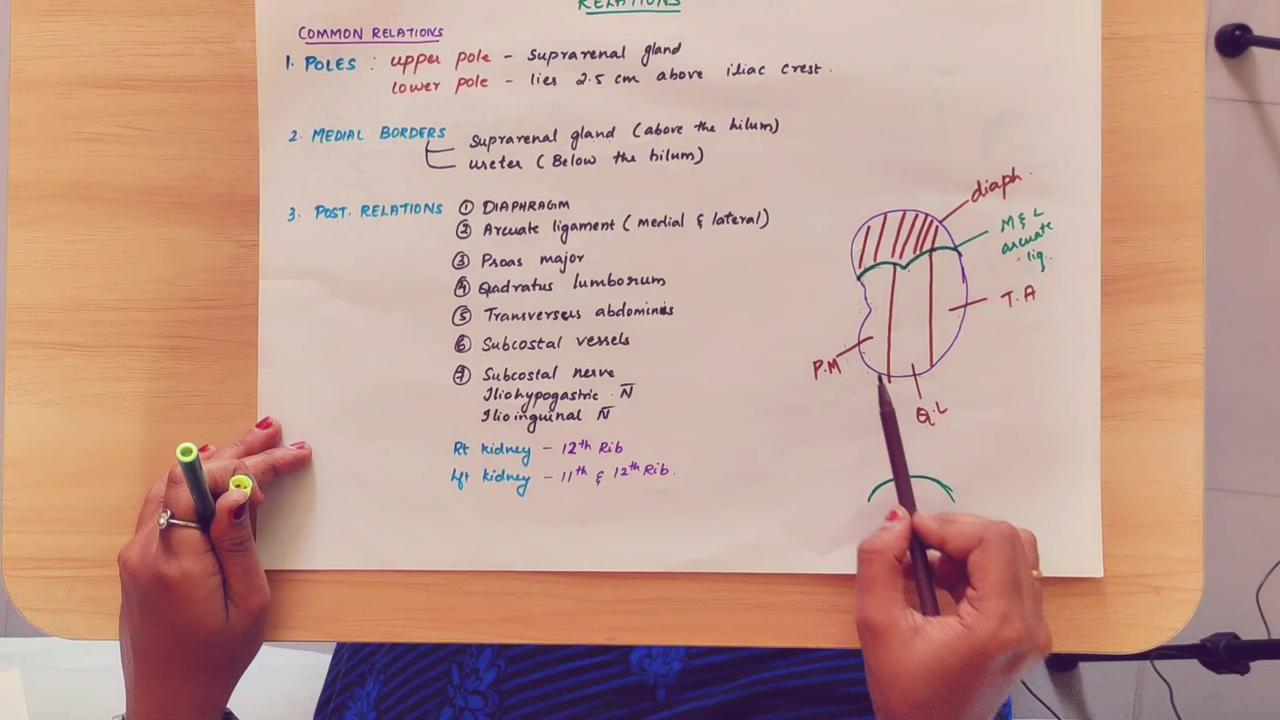 RELATIONS
COMMON RELATIONS
1. POLES : upper pole - Suprarenal gland
lower pole - lies 2.5 cm above iliac crest.
2. MEDIAL BORDERS
Suprarenal gland (above the hilum)
ureter (Below the hilum)
3. POST. RELATIONS ① DIAPHRAGM
② Arcuate ligament (medial & lateral)
③ Psoas major
④ Qadratus lumborum
⑤ Transversus abdominis
⑥ Subcostal vessels
⑦ Subcostal nerve
Iliohypogastric N̅
Ilioinguinal N̅
Rt kidney - 12th Rib
Lft kidney - 11th & 12th Rib.
diaph.
M & L
arcuate
lig.
T.A
P.M
Q.L